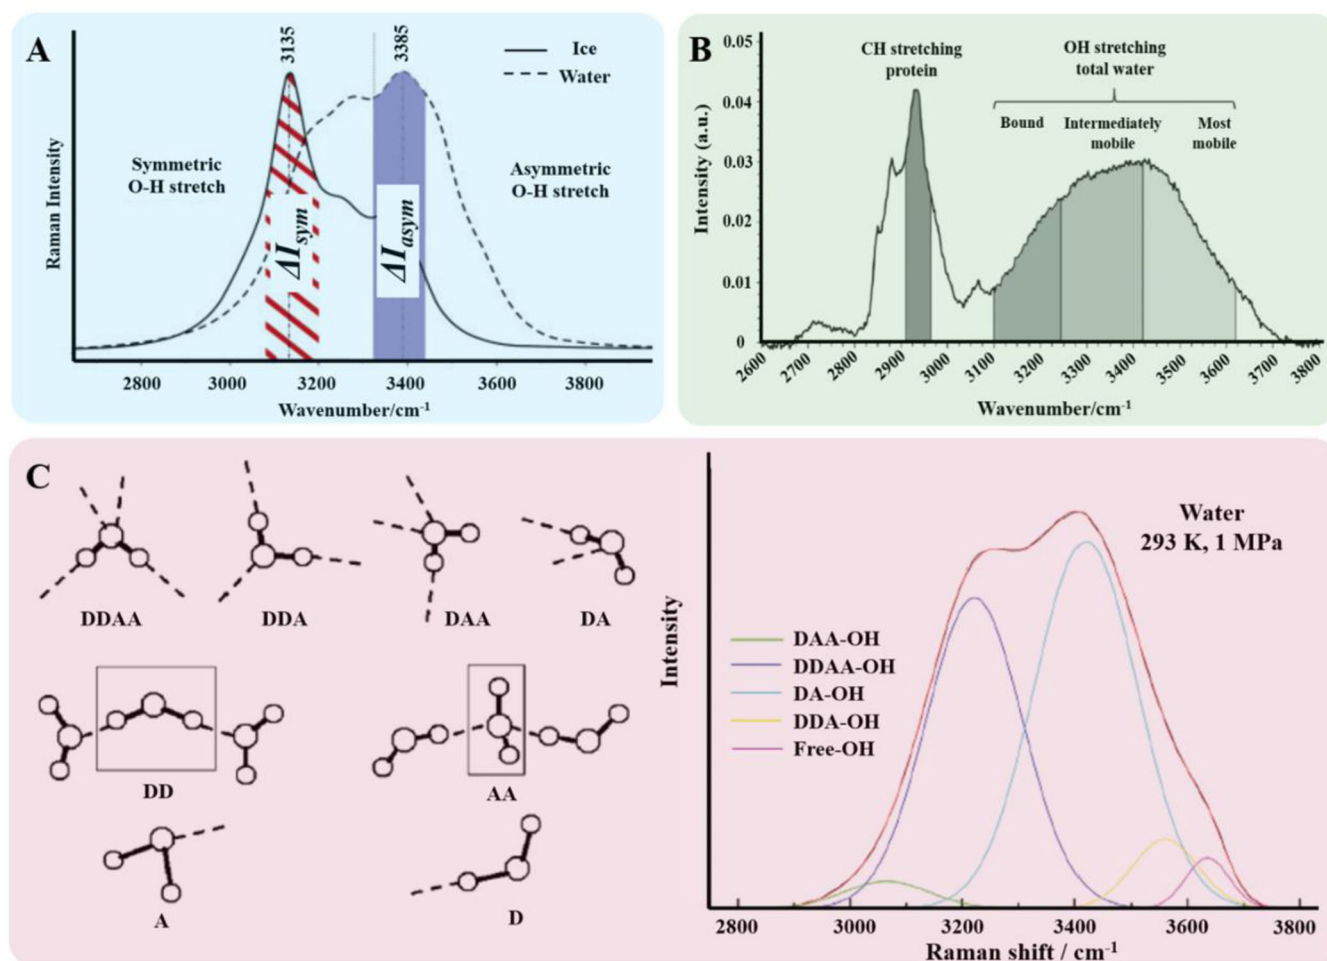 A
3135
3385
Ice
Water
Symmetric
O-H stretch
Asymmetric
O-H stretch
ΔIsym
ΔIasym
Raman Intensity
2800 3000 3200 3400 3600 3800
Wavenumber/cm-1
B
CH stretching
protein
OH stretching
total water
Bound
Intermediately
mobile
Most
mobile
Intensity (a.u.)
0.05
0.04
0.03
0.02
0.01
0
2600 2700 2800 2900 3000 3100 3200 3300 3400 3500 3600 3700 3800
Wavenumber/cm-1
C
DDAA
DDA
DAA
DA
DD
AA
A
D
Water
293 K, 1 MPa
Intensity
DAA-OH
DDAA-OH
DA-OH
DDA-OH
Free-OH
2800 3000 3200 3400 3600 3800
Raman shift / cm-1